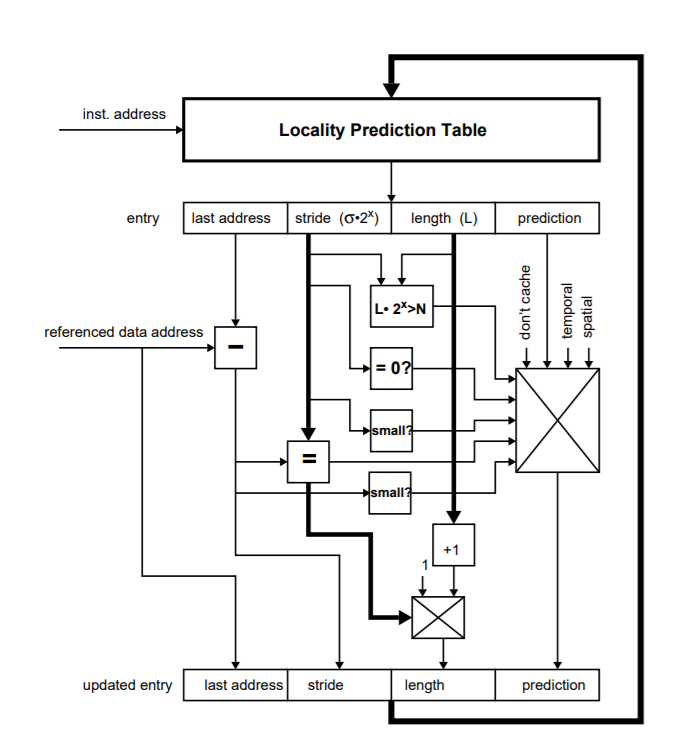 inst. address
Locality Prediction Table
entry
last address
stride (σ•2ˣ)
length (L)
prediction
don't cache
temporal
spatial
L• 2ˣ>N
referenced data address
−
= 0?
small?
=
small?
+1
1
updated entry
last address
stride
length
prediction